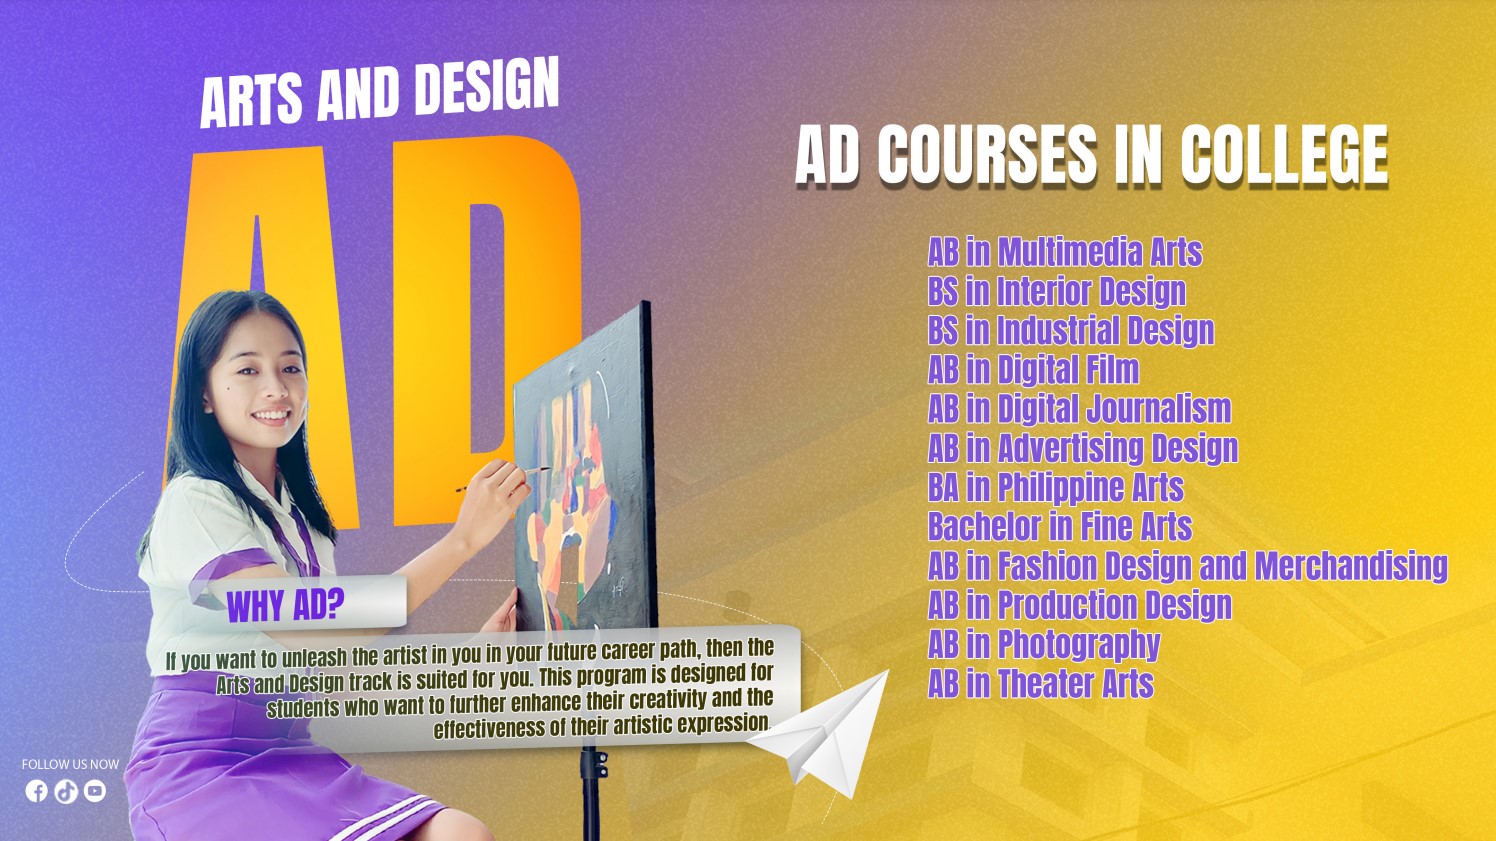 ARTS AND DESIGN
AD
WHY AD?
If you want to unleash the artist in you in your future career path, then the
Arts and Design track is suited for you. This program is designed for
students who want to further enhance their creativity and the
effectiveness of their artistic expression.
FOLLOW US NOW
AD COURSES IN COLLEGE
AB in Multimedia Arts
BS in Interior Design
BS in Industrial Design
AB in Digital Film
AB in Digital Journalism
AB in Advertising Design
BA in Philippine Arts
Bachelor in Fine Arts
AB in Fashion Design and Merchandising
AB in Production Design
AB in Photography
AB in Theater Arts